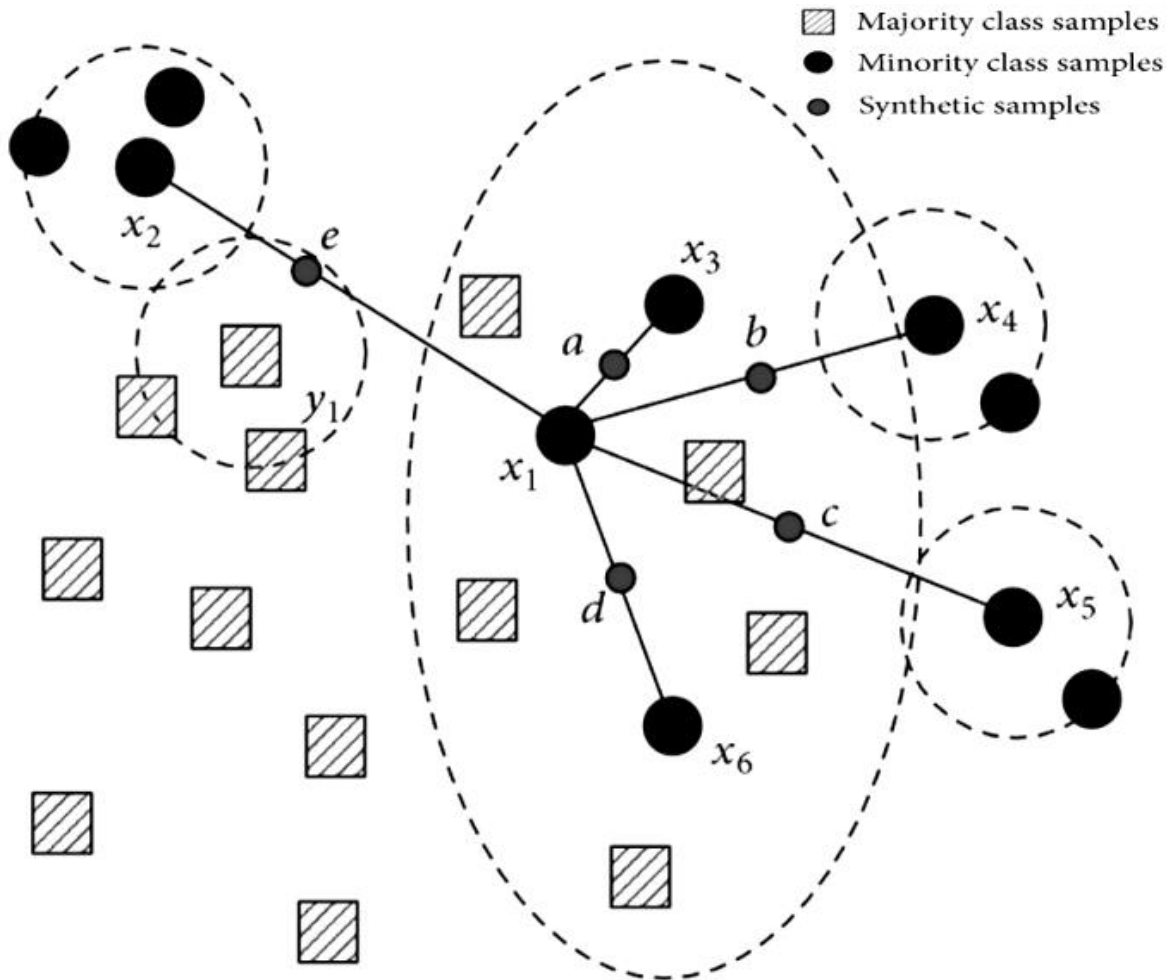 Majority class samples
Minority class samples
Synthetic samples
x₂
e
x₃
x₄
a
b
y₁
x₁
c
d
x₅
x₆